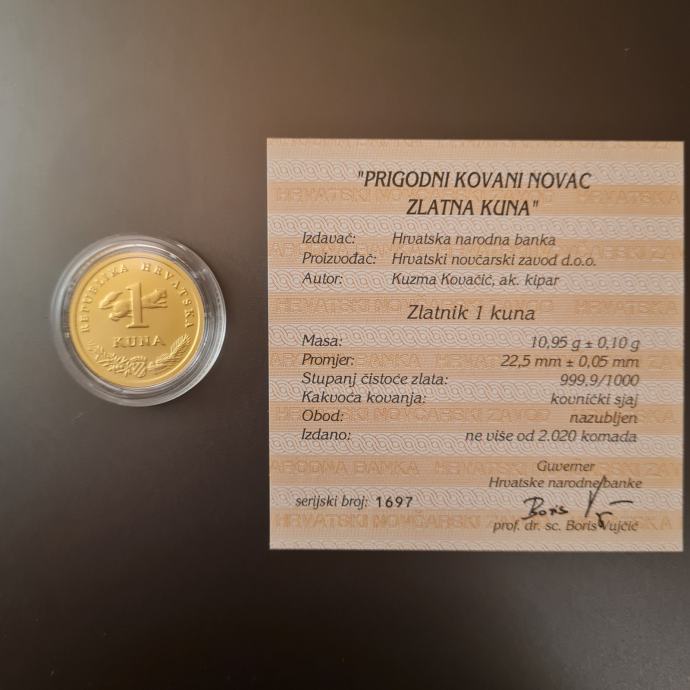 REPUBLIKA HRVATSKA
1
KUNA
"PRIGODNI KOVANI NOVAC
ZLATNA KUNA"
Izdavač: Hrvatska narodna banka
Proizvođač: Hrvatski novčarski zavod d.o.o.
Autor: Kuzma Kovačić, ak. kipar
Zlatnik 1 kuna
Masa: 10,95 g ± 0,10 g
Promjer: 22,5 mm ± 0,05 mm
Stupanj čistoće zlata: 999,9/1000
Kakvoća kovanja: kovnički sjaj
Obod: nazubljen
Izdano: ne više od 2.020 komada
Guverner
Hrvatske narodne banke
serijski broj: 1697
Boris
prof. dr. sc. Boris Vujčić